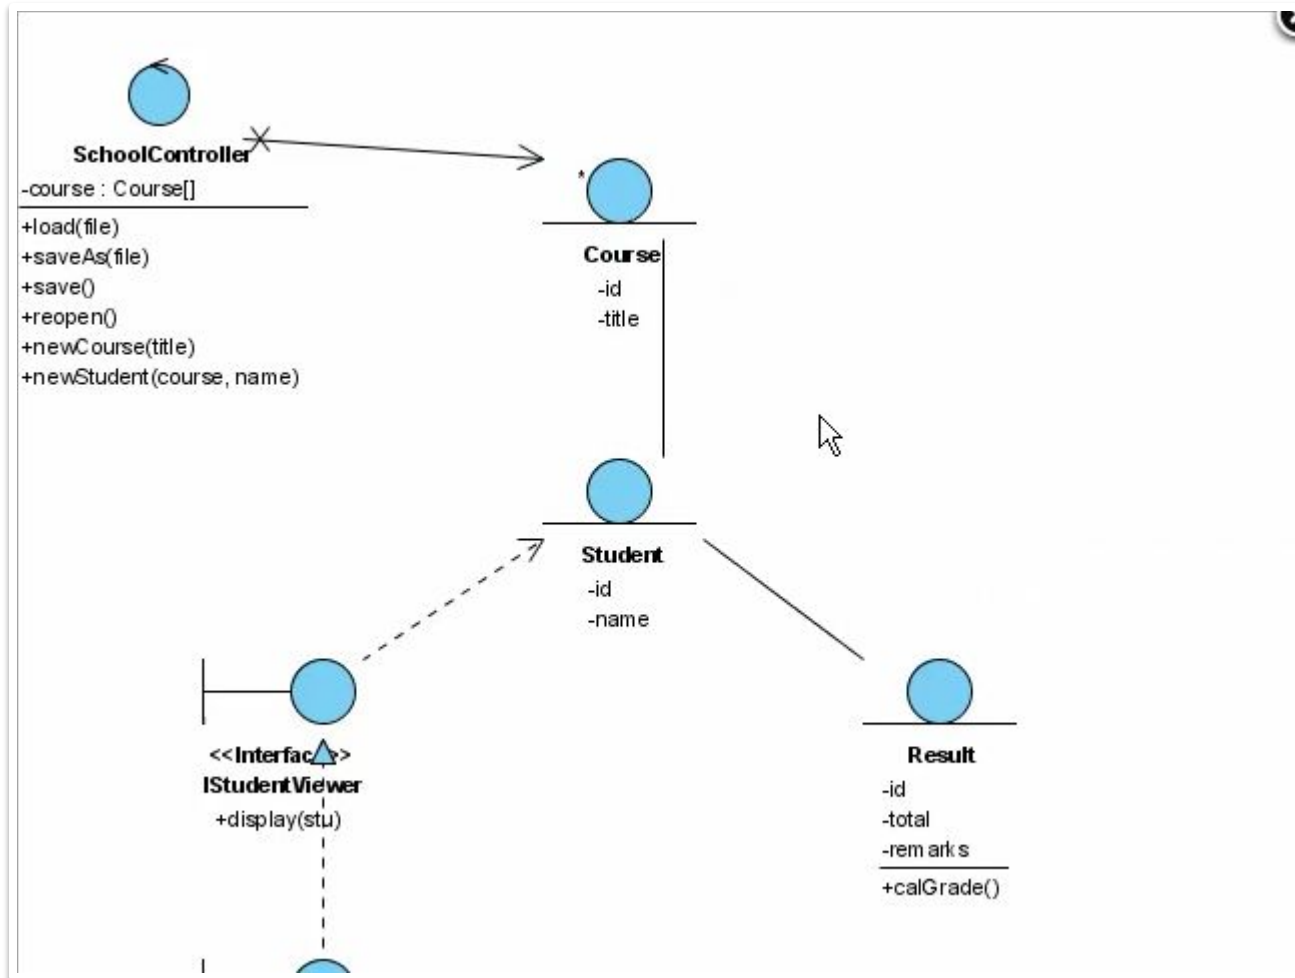 SchoolController
-course : Course[]
+load(file)
+saveAs(file)
+save()
+reopen()
+newCourse(title)
+newStudent(course, name)
*
Course
-id
-title
Student
-id
-name
<<Interface>>
IStudentViewer
+display(stu)
Result
-id
-total
-remarks
+calGrade()